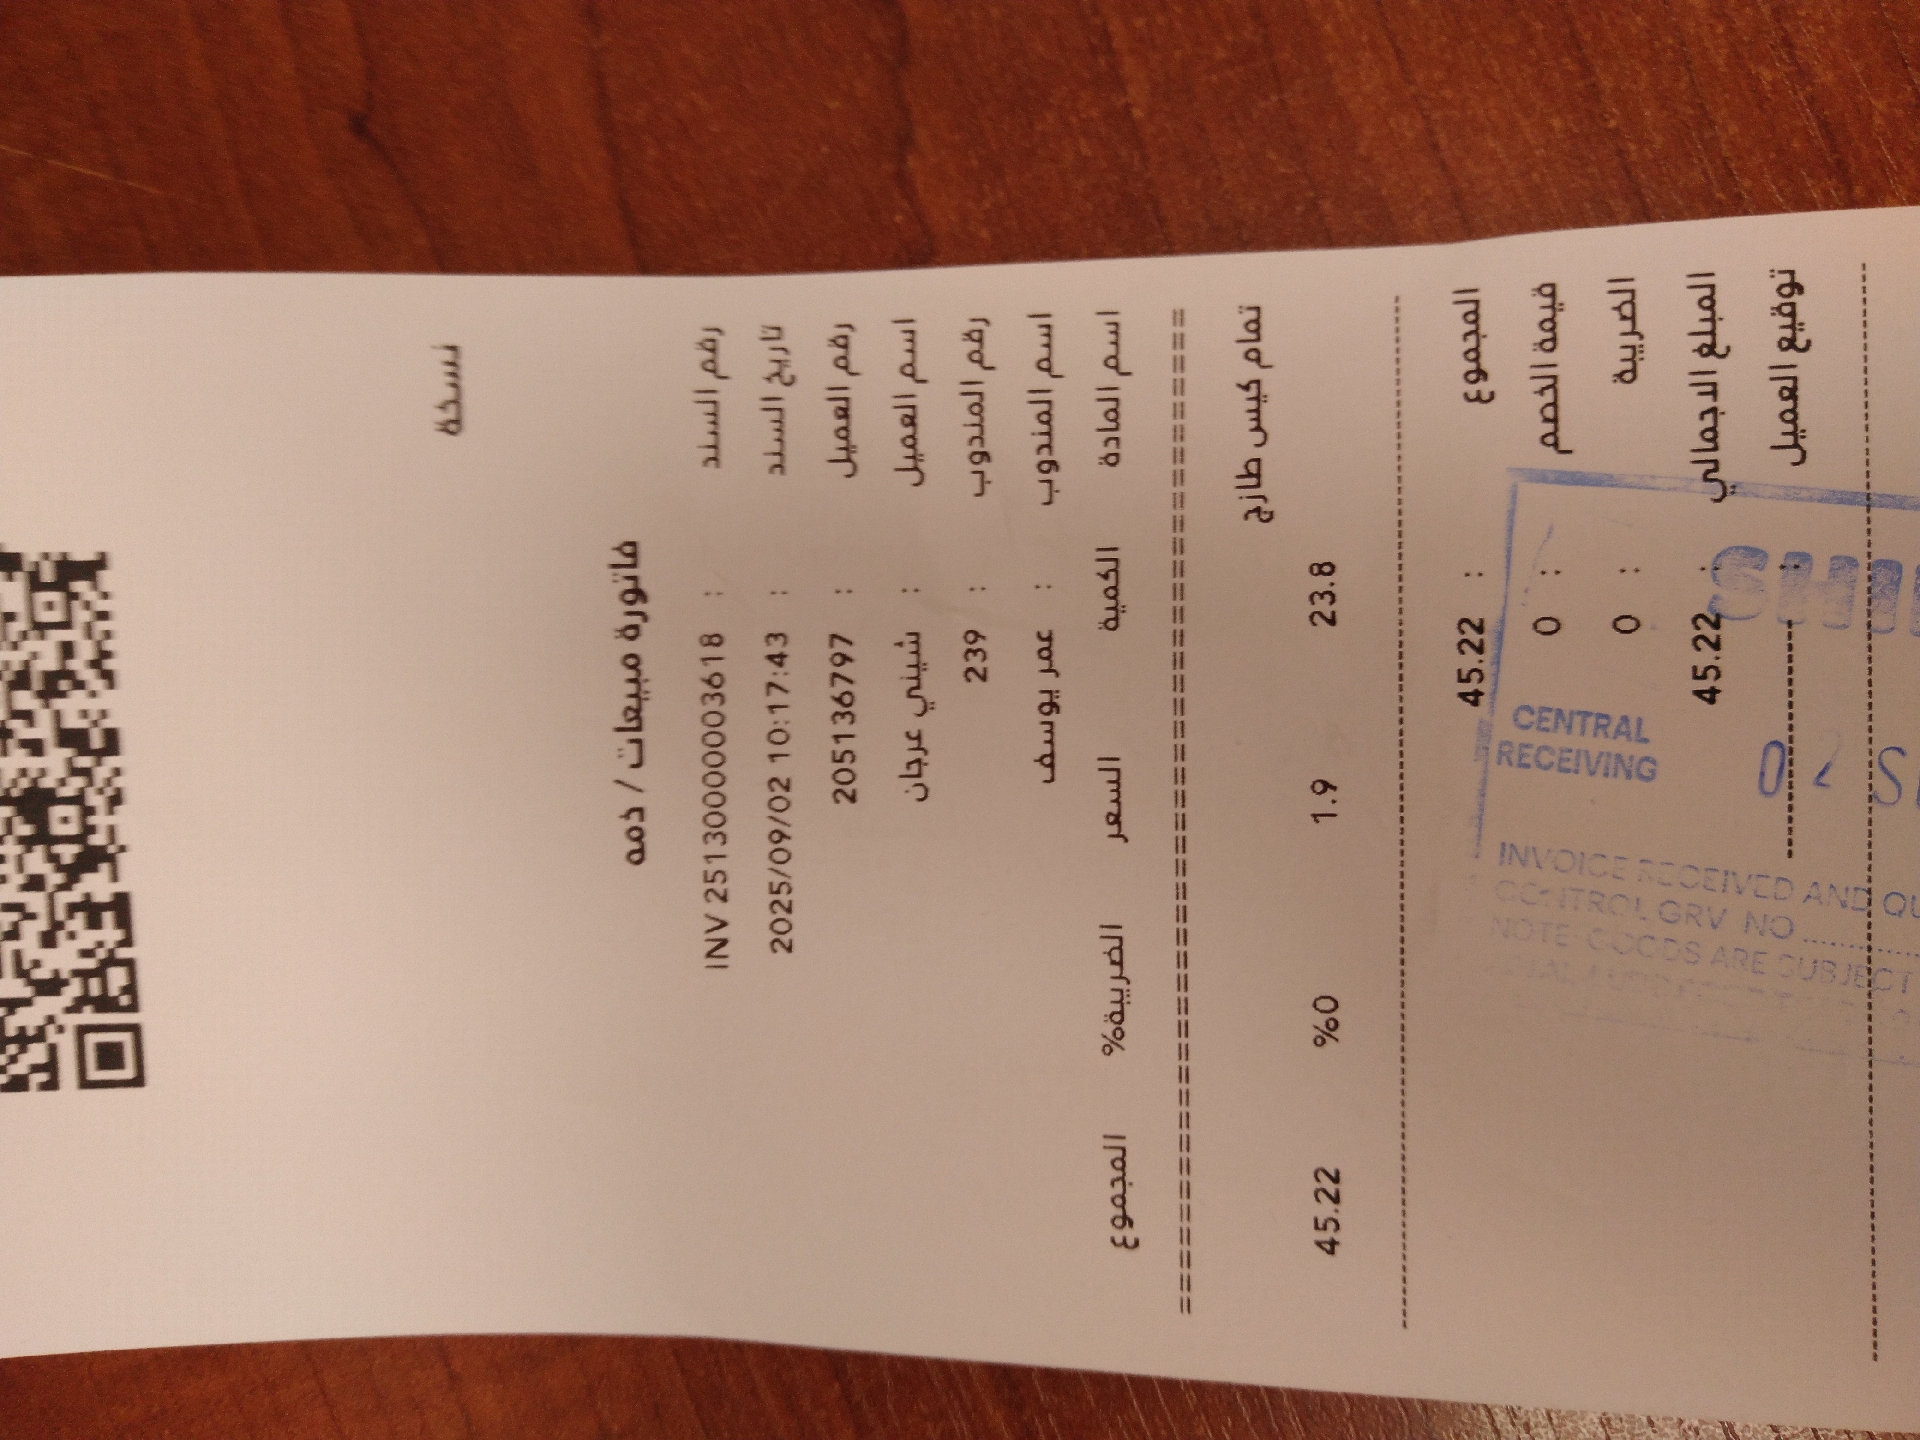 نسخة
فاتورة مبيعات / ذمه
رقم السند : INV 2513000003618
تاريخ السند : 2025/09/02 10:17:43
رقم العميل : 205136797
اسم العميل : شيني عرجان
رقم المندوب : 239
اسم المندوب : عمر يوسف
اسم المادة الكمية السعر الضريبة% المجموع
تمام كيس طازج
23.8 1.9 %0 45.22
المجموع : 45.22
قيمة الخصم : 0
الضريبة : 0
المبلغ الاجمالي : 45.22
توقيع العميل :
CENTRAL
RECEIVING
02
INVOICE RECEIVED AND
CONTROL GRV NO
NOTE: GOODS ARE SUBJECT